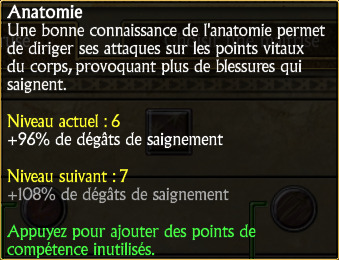 Anatomie
Une bonne connaissance de l'anatomie permet
de diriger ses attaques sur les points vitaux
du corps, provoquant plus de blessures qui
saignent.
Niveau actuel : 6
+96% de dégâts de saignement
Niveau suivant : 7
+108% de dégâts de saignement
Appuyez pour ajouter des points de
compétence inutilisés.